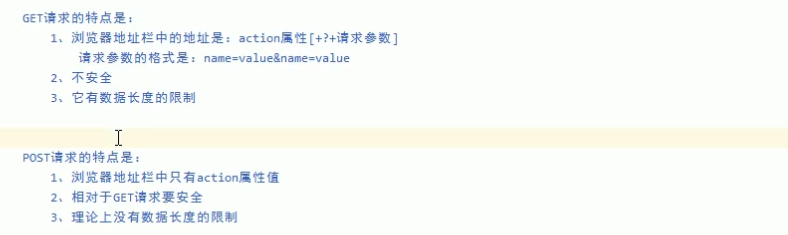 GET请求的特点是:
1、浏览器地址栏中的地址是: action属性[+?+请求参数]
请求参数的格式是: name=value&name=value
2、不安全
3、它有数据长度的限制
POST请求的特点是:
1、浏览器地址栏中只有action属性值
2、相对于GET请求要安全
3、理论上没有数据长度的限制